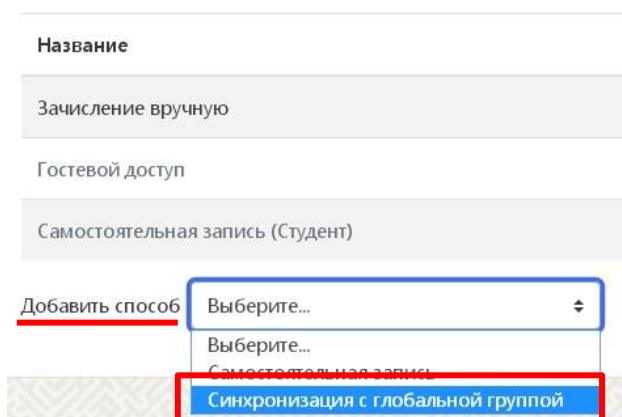 Название
Зачисление вручную
Гостевой доступ
Самостоятельная запись (Студент)
Добавить способ Выберите...
Выберите...
Самостоятельная запись
Синхронизация с глобальной группой